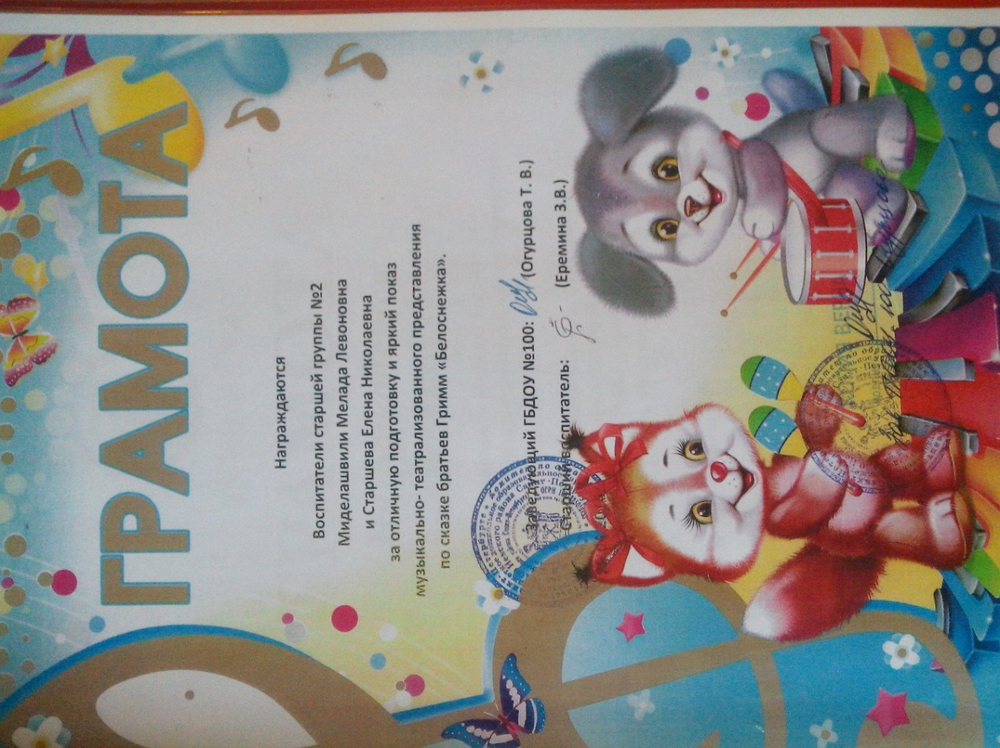 ГРАМОТА
Награждаются
Воспитатели старшей группы №2
Миделашвили Мелада Левоновна
и Старшева Елена Николаевна
за отличную подготовку и яркий показ
музыкально- театрализованного представления
по сказке братьев Гримм «Белоснежка».
Заведующий ГБДОУ №100: (Огурцова Т. В.)
Старший воспитатель: (Еремина З.В.)